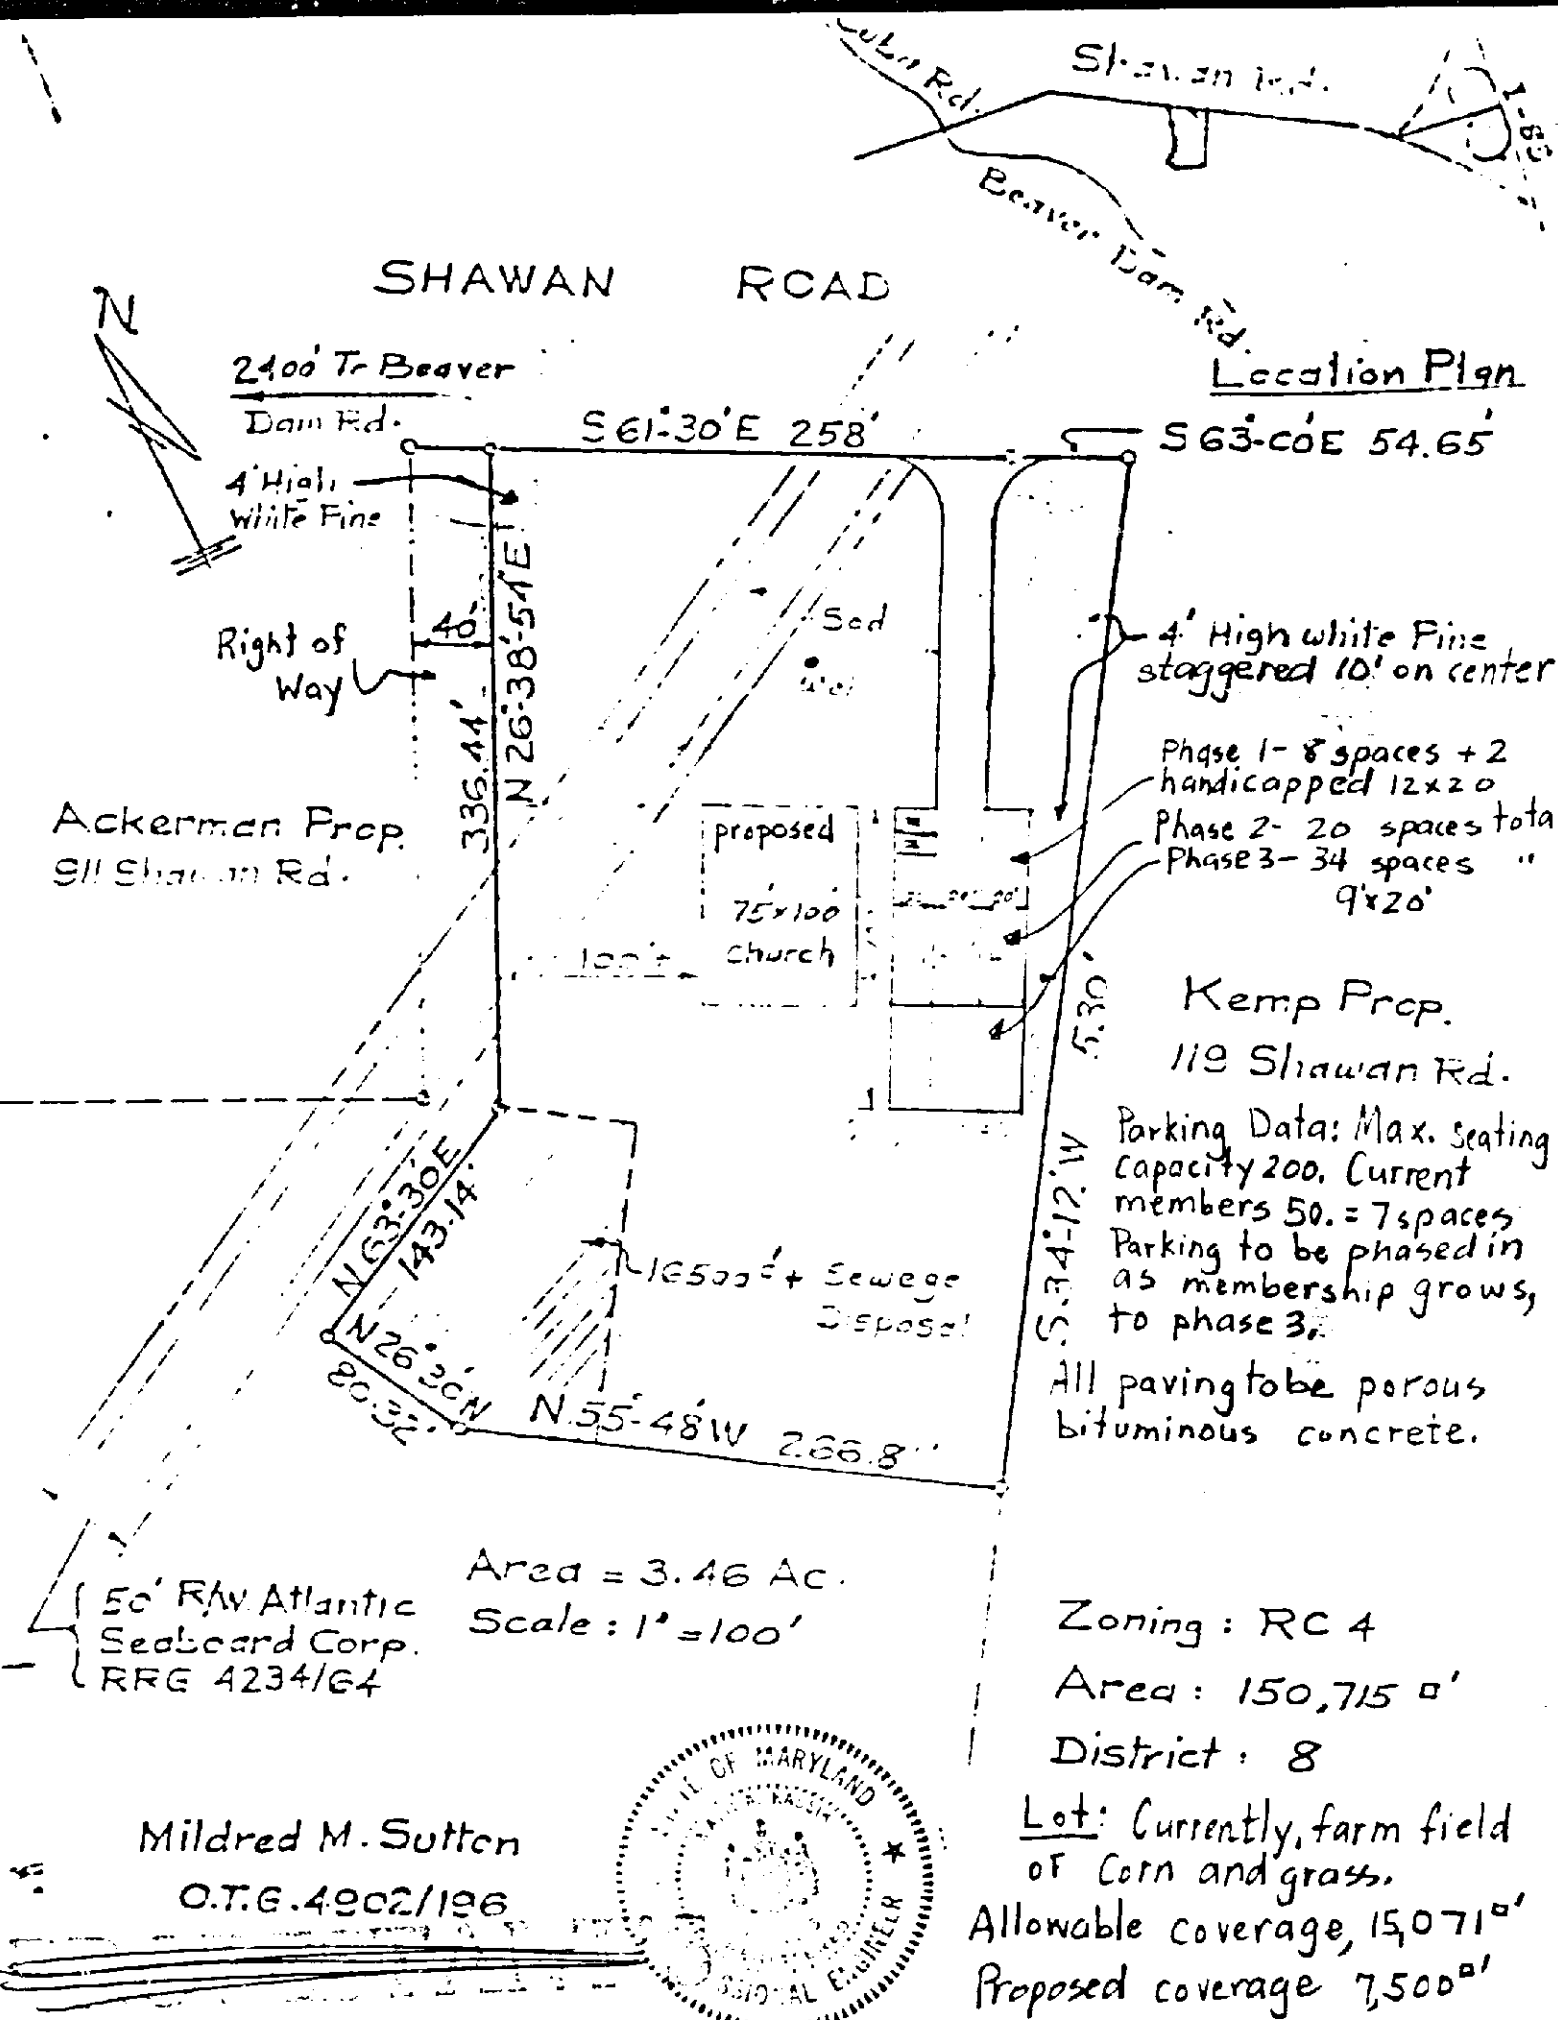 Shawan Rd.
Rd.
I-83
Beaver Dam Rd.
Location Plan
SHAWAN ROAD
N
2400' To Beaver
Dam Rd.
S 61°-30' E 258'
S 63°-00' E 54.65'
4' High
White Pine
40'
Right of
Way
336.44'
N 26°-38'-54" E
Sod
4' High white Pine
staggered 10' on center
Phase 1- 8 spaces + 2
handicapped 12x20
Phase 2- 20 spaces total
Phase 3- 34 spaces "
9'x20'
Ackerman Prop.
911 Shawan Rd.
proposed
75'x100'
church
100'±
Kemp Prop.
119 Shawan Rd.
S 34°-12' W
Parking Data: Max. seating
capacity 200. Current
members 50. = 7 spaces
Parking to be phased in
as membership grows,
to phase 3.
All paving to be porous
bituminous concrete.
N 63°-30' E
143.14'
N 26°-30' W
80.32'
16500 □' + Sewage
Disposal
N 55°-48' W 266.8'
50' R/W Atlantic
Seaboard Corp.
RRG 4234/64
Area = 3.46 Ac.
Scale: 1" = 100'
Zoning: RC 4
Area: 150,715 □'
District: 8
Lot: Currently, farm field
of Corn and grass.
Allowable coverage, 15,071 □'
Proposed coverage 7,500 □'
Mildred M. Sutton
O.T.G. 4902/196
OF MARYLAND
ENGINEER